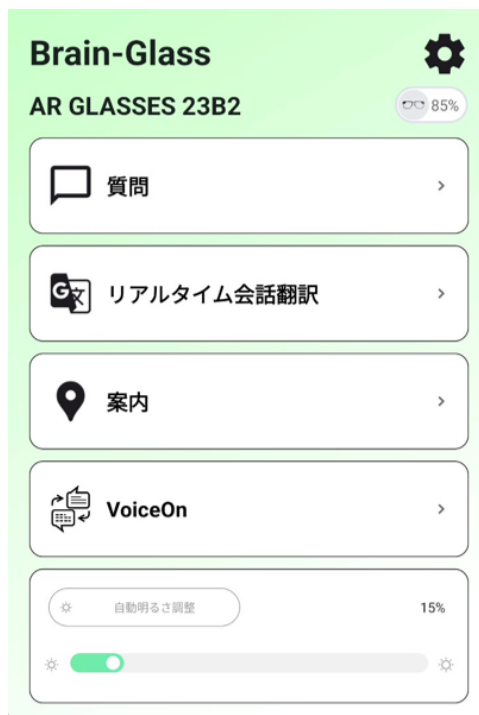 Brain-Glass
AR GLASSES 23B2
85%
質問
リアルタイム会話翻訳
案内
VoiceOn
自動明るさ調整
15%